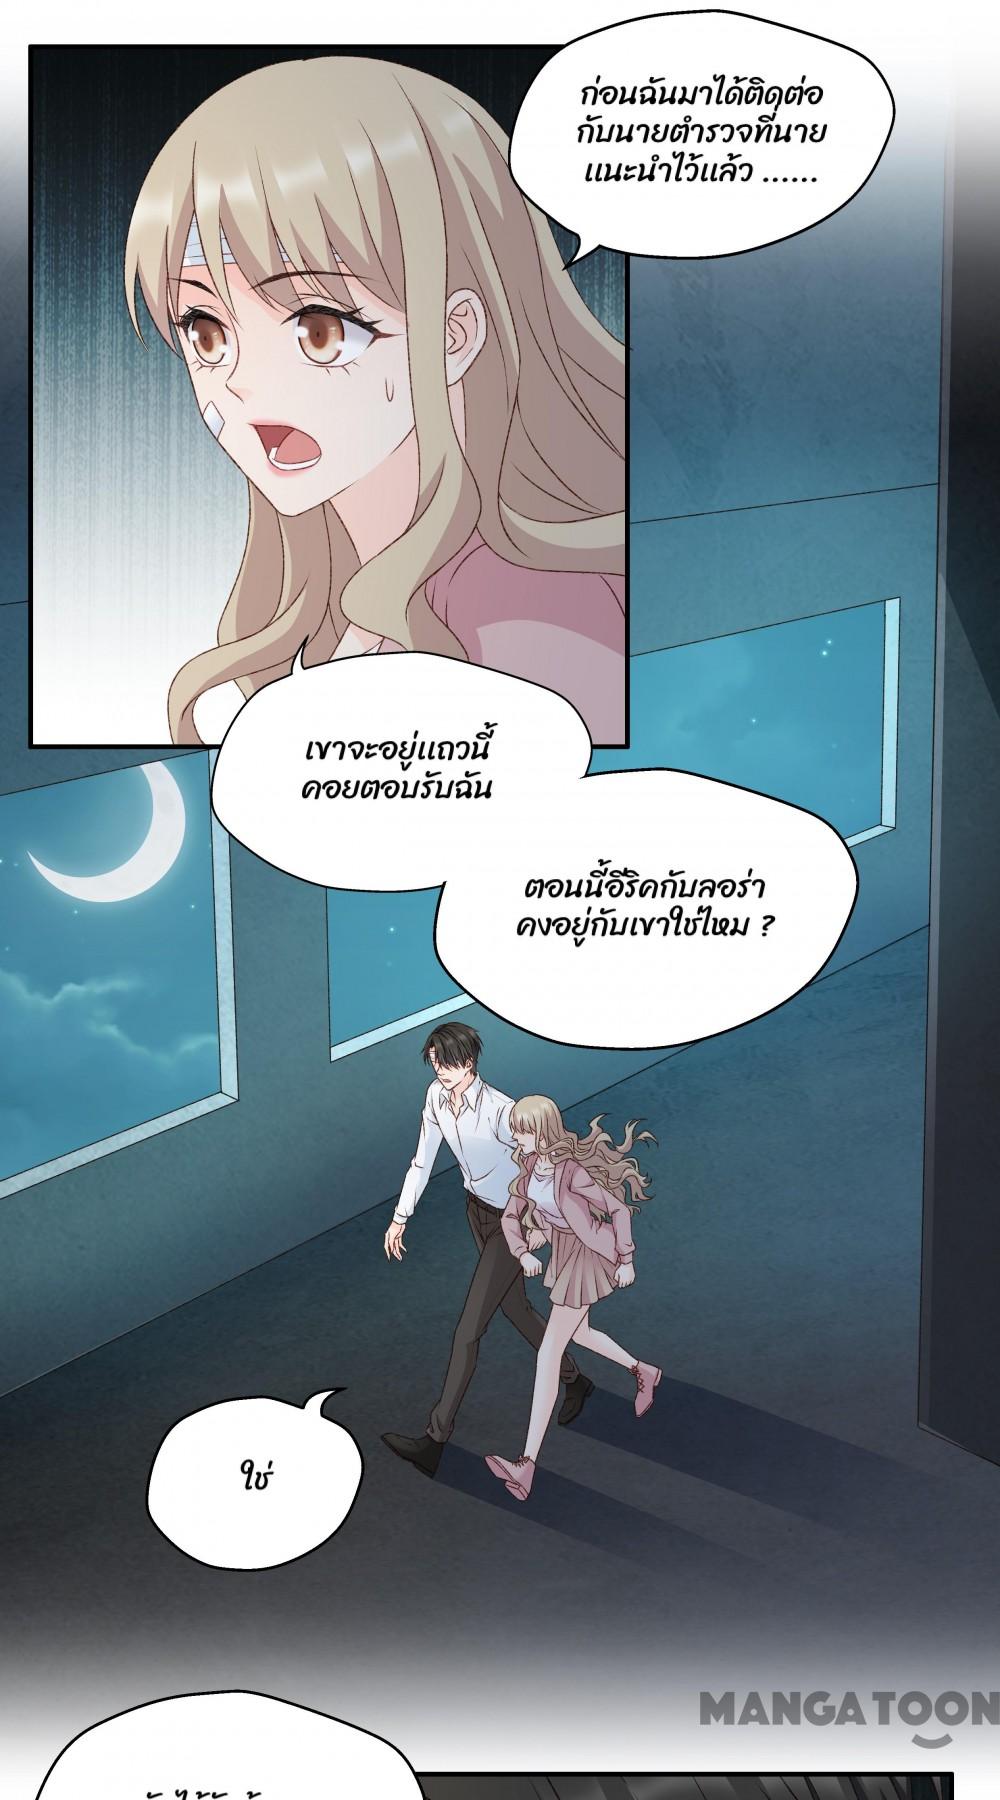 ก่อนฉันมาได้ติดต่อ
กับนายตำรวจที่นาย
แนะนำไว้แล้ว ......
เขาจะอยู่แถวนี้
คอยตอบรับฉัน
ตอนนี้อีริคกับลอร่า
คงอยู่กับเขาใช่ไหม ?
ใช่
MANGATOON